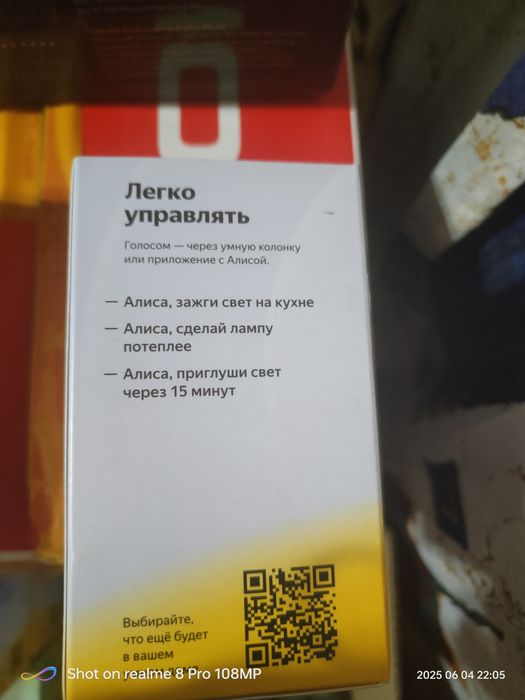 Легко
управлять
Голосом — через умную колонку
или приложение с Алисой.
— Алиса, зажги свет на кухне
— Алиса, сделай лампу
потеплее
— Алиса, приглуши свет
через 15 минут
Выбирайте,
что ещё будет
в вашем
Shot on realme 8 Pro 108MP
2025 06 04 22:05